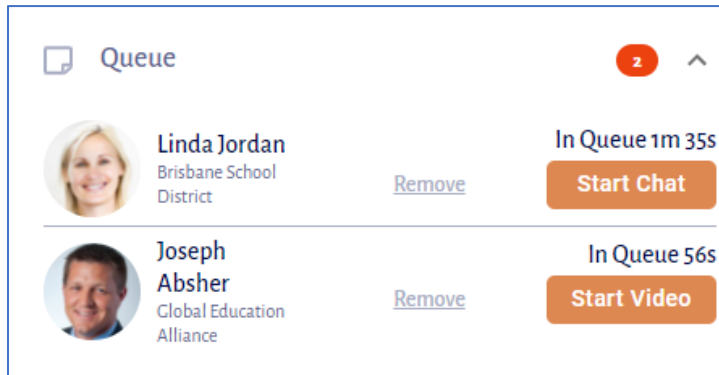 Queue
2
Linda Jordan
In Queue 1m 35s
Brisbane School
District
Remove
Start Chat
Joseph
Absher
In Queue 56s
Global Education
Alliance
Remove
Start Video